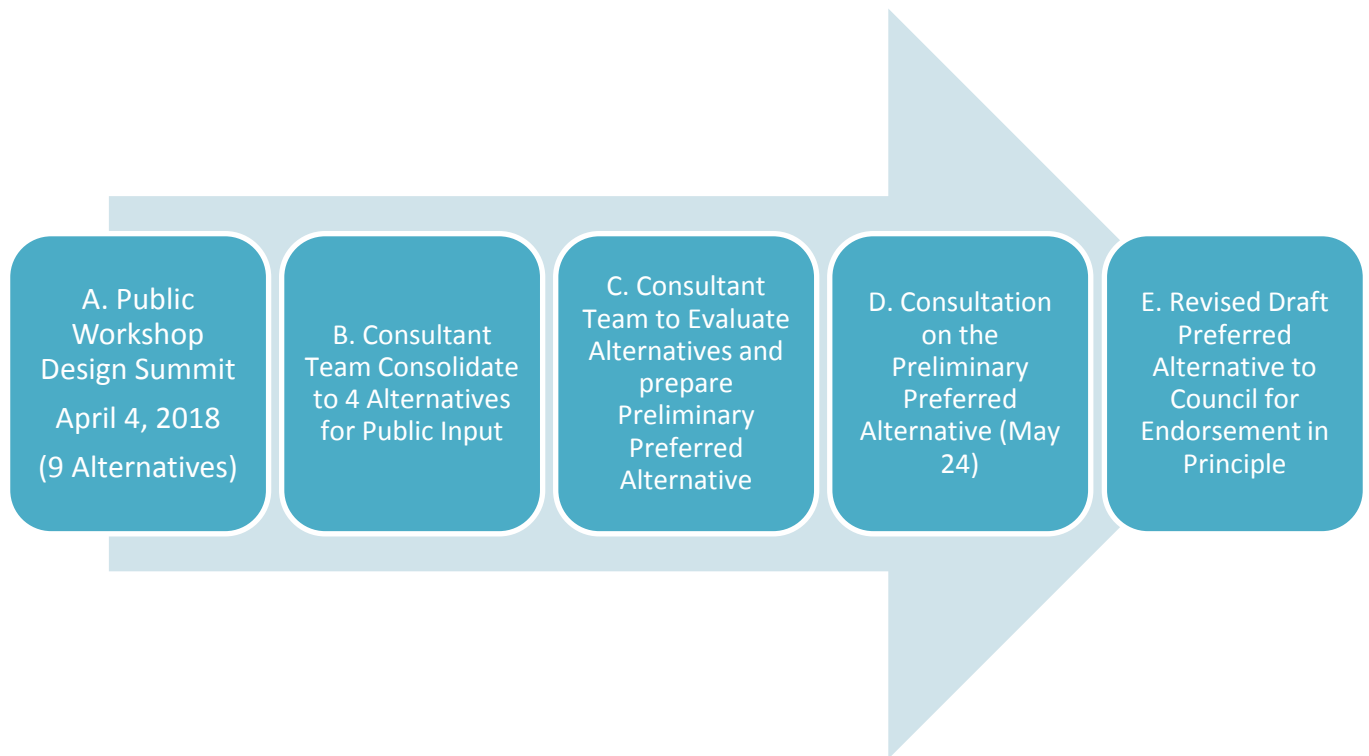 A. Public
Workshop
Design Summit
April 4, 2018
(9 Alternatives)
B. Consultant
Team Consolidate
to 4 Alternatives
for Public Input
C. Consultant
Team to Evaluate
Alternatives and
prepare
Preliminary
Preferred
Alternative
D. Consultation
on the
Preliminary
Preferred
Alternative (May
24)
E. Revised Draft
Preferred
Alternative to
Council for
Endorsement in
Principle